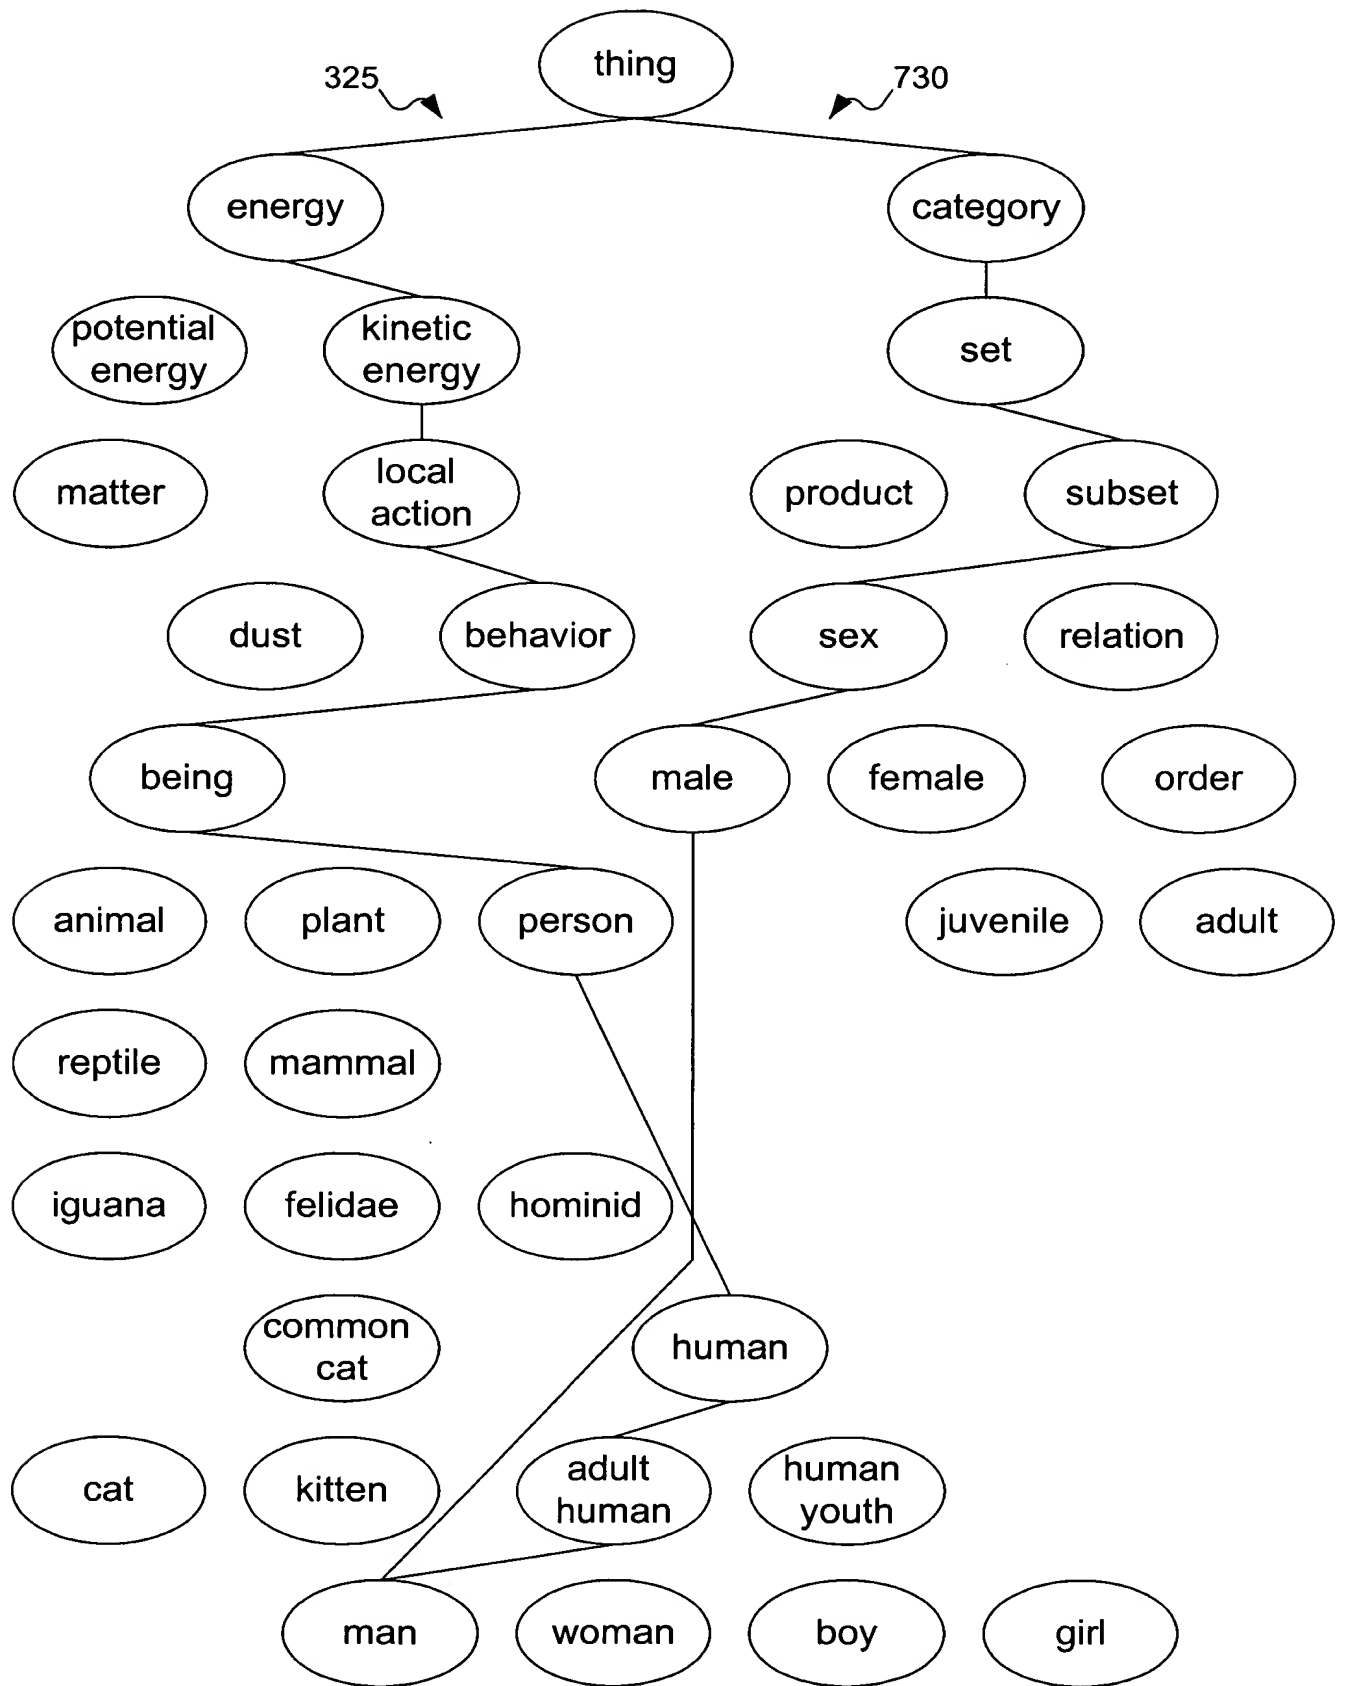 thing
325
730
energy
category
potential
energy
kinetic
energy
set
matter
local
action
product
subset
dust
behavior
sex
relation
being
male
female
order
animal
plant
person
juvenile
adult
reptile
mammal
iguana
felidae
hominid
common
cat
human
cat
kitten
adult
human
human
youth
man
woman
boy
girl